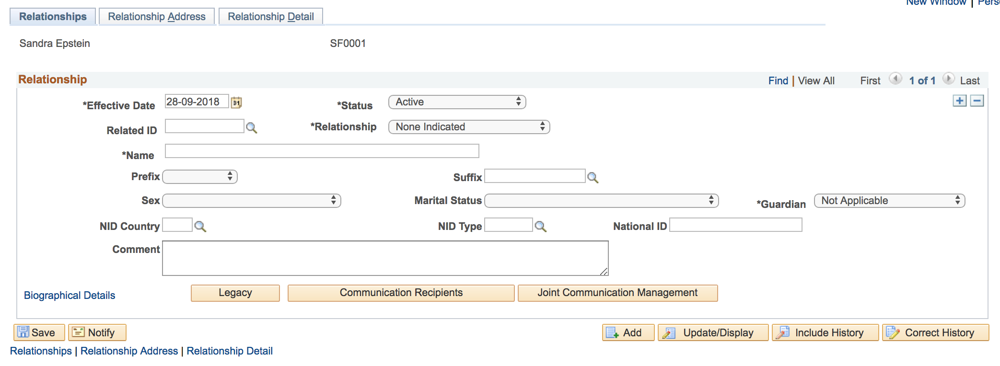 New Window |
Relationships Relationship Address Relationship Detail
Sandra Epstein SF0001
Relationship Find | View All First 1 of 1 Last
*Effective Date 28-09-2018 31 *Status Active
Related ID *Relationship None Indicated
*Name
Prefix Suffix
Sex Marital Status *Guardian Not Applicable
NID Country NID Type National ID
Comment
Biographical Details Legacy Communication Recipients Joint Communication Management
Save Notify Add Update/Display Include History Correct History
Relationships | Relationship Address | Relationship Detail